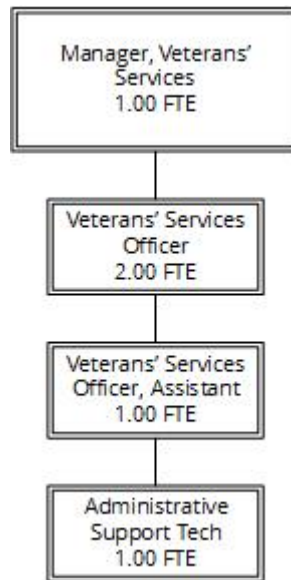 Manager, Veterans’
Services
1.00 FTE
Veterans’ Services
Officer
2.00 FTE
Veterans’ Services
Officer, Assistant
1.00 FTE
Administrative
Support Tech
1.00 FTE